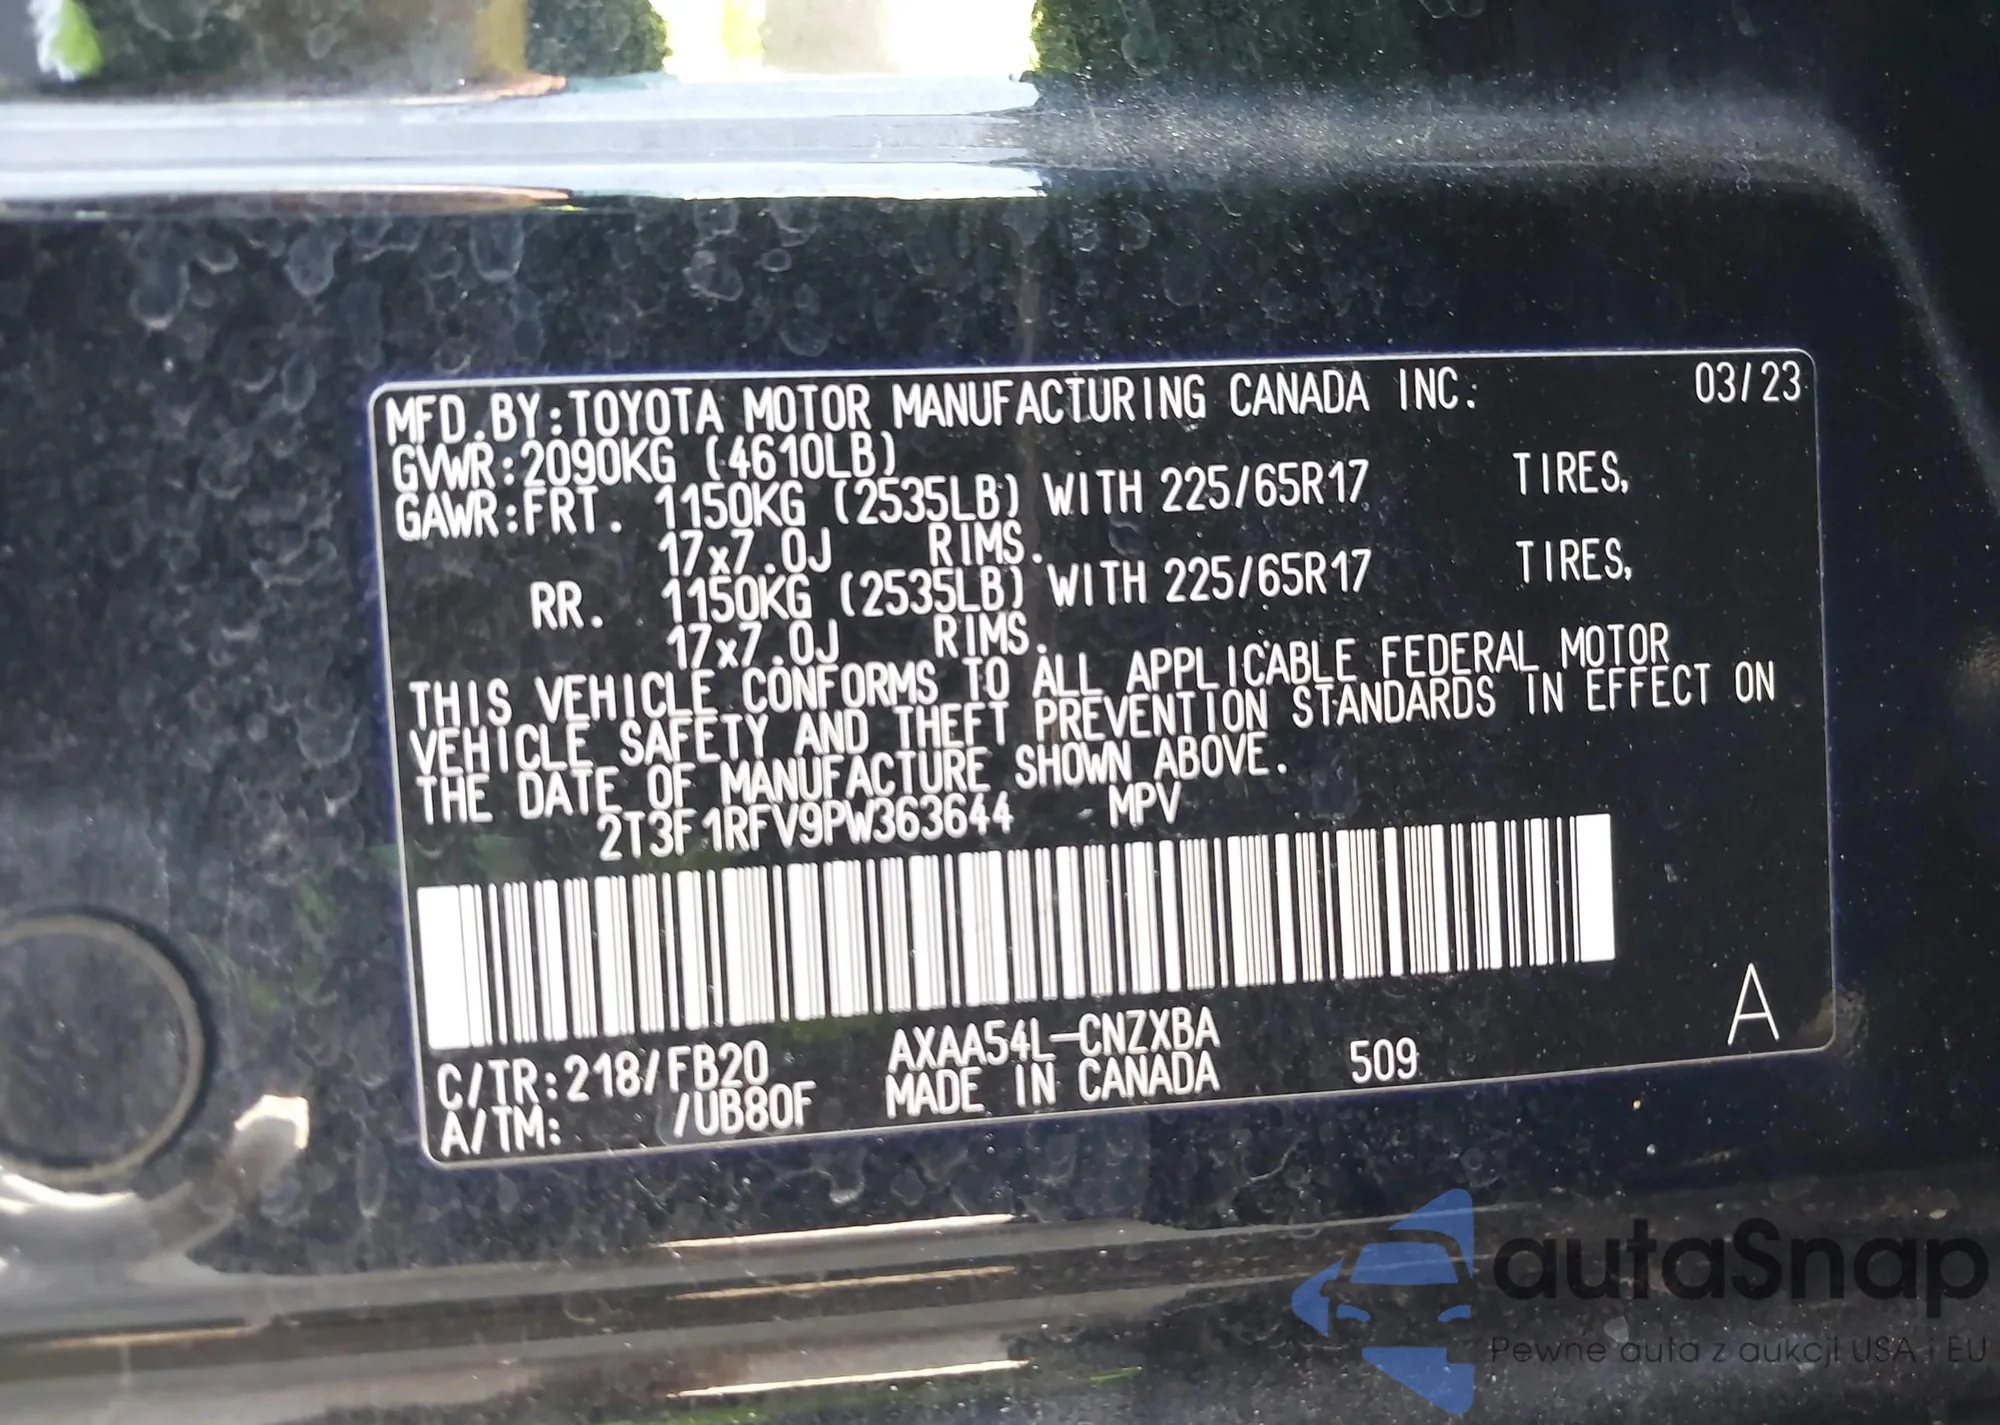 MFD.BY:TOYOTA MOTOR MANUFACTURING CANADA INC. 03/23
GVWR:2090KG (4610LB)
GAWR:FRT. 1150KG (2535LB) WITH 225/65R17 TIRES,
17x7.0J RIMS.
RR. 1150KG (2535LB) WITH 225/65R17 TIRES,
17x7.0J RIMS.
THIS VEHICLE CONFORMS TO ALL APPLICABLE FEDERAL MOTOR
VEHICLE SAFETY AND THEFT PREVENTION STANDARDS IN EFFECT ON
THE DATE OF MANUFACTURE SHOWN ABOVE.
2T3F1RFV9PW363644 MPV
C/TR:218/FB20 AXAA54L-CNZXBA 509 A
A/TM: /UB80F MADE IN CANADA
autaSnap
Pewne auta z aukcji USA i EU